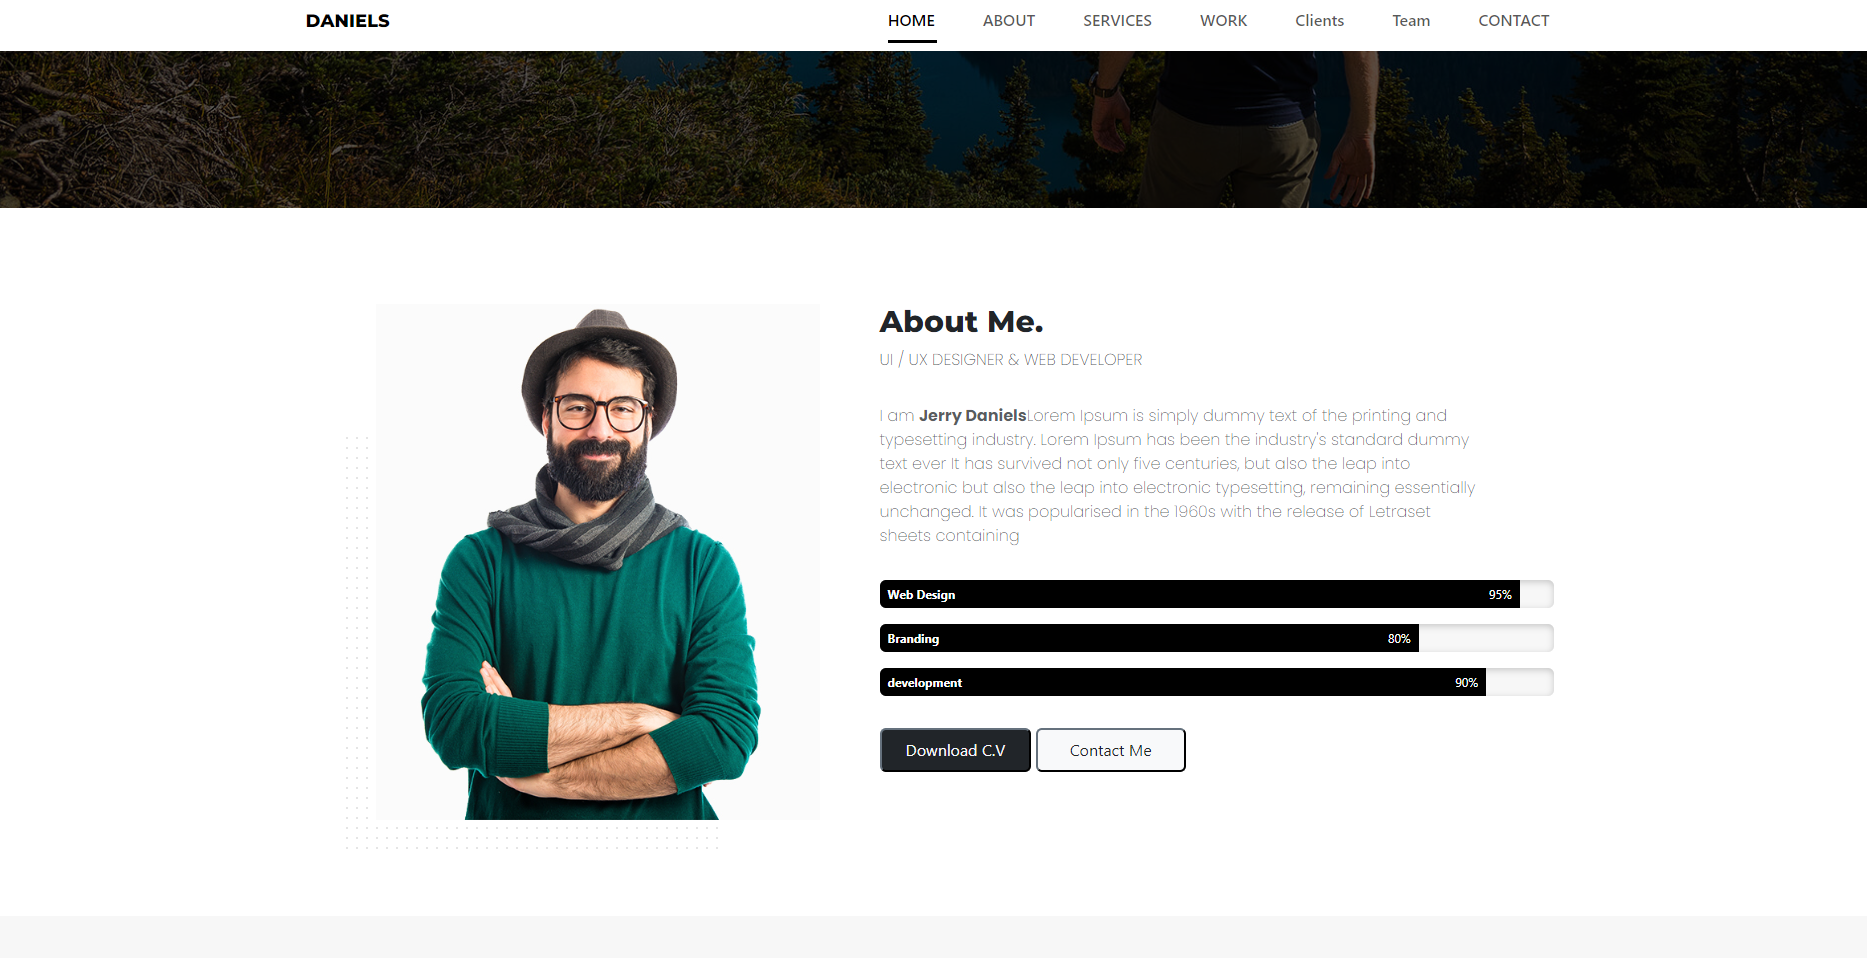 DANIELS
HOME ABOUT SERVICES WORK Clients Team CONTACT
About Me.
UI / UX DESIGNER & WEB DEVELOPER
I am Jerry DanielsLorem Ipsum is simply dummy text of the printing and
typesetting industry. Lorem Ipsum has been the industry's standard dummy
text ever It has survived not only five centuries, but also the leap into
electronic but also the leap into electronic typesetting, remaining essentially
unchanged. It was popularised in the 1960s with the release of Letraset
sheets containing
Web Design 95%
Branding 80%
development 90%
Download C.V Contact Me